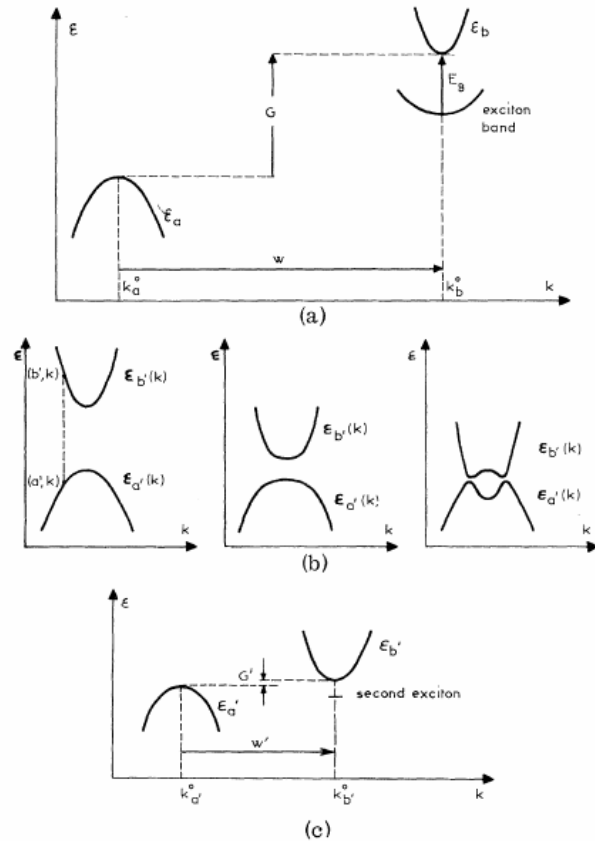 ε
ε_b
E_g
exciton
band
G
ε_a
w
k_a^o
k_b^o
k
(a)
ε
(b',k)
ε_b'(k)
(a',k)
ε_a'(k)
k
ε
ε_b'(k)
ε_a'(k)
k
ε
ε_b'(k)
ε_a'(k)
k
(b)
ε
ε_b'
G'
second exciton
ε_a'
w'
k_a'^o
k_b'^o
k
(c)